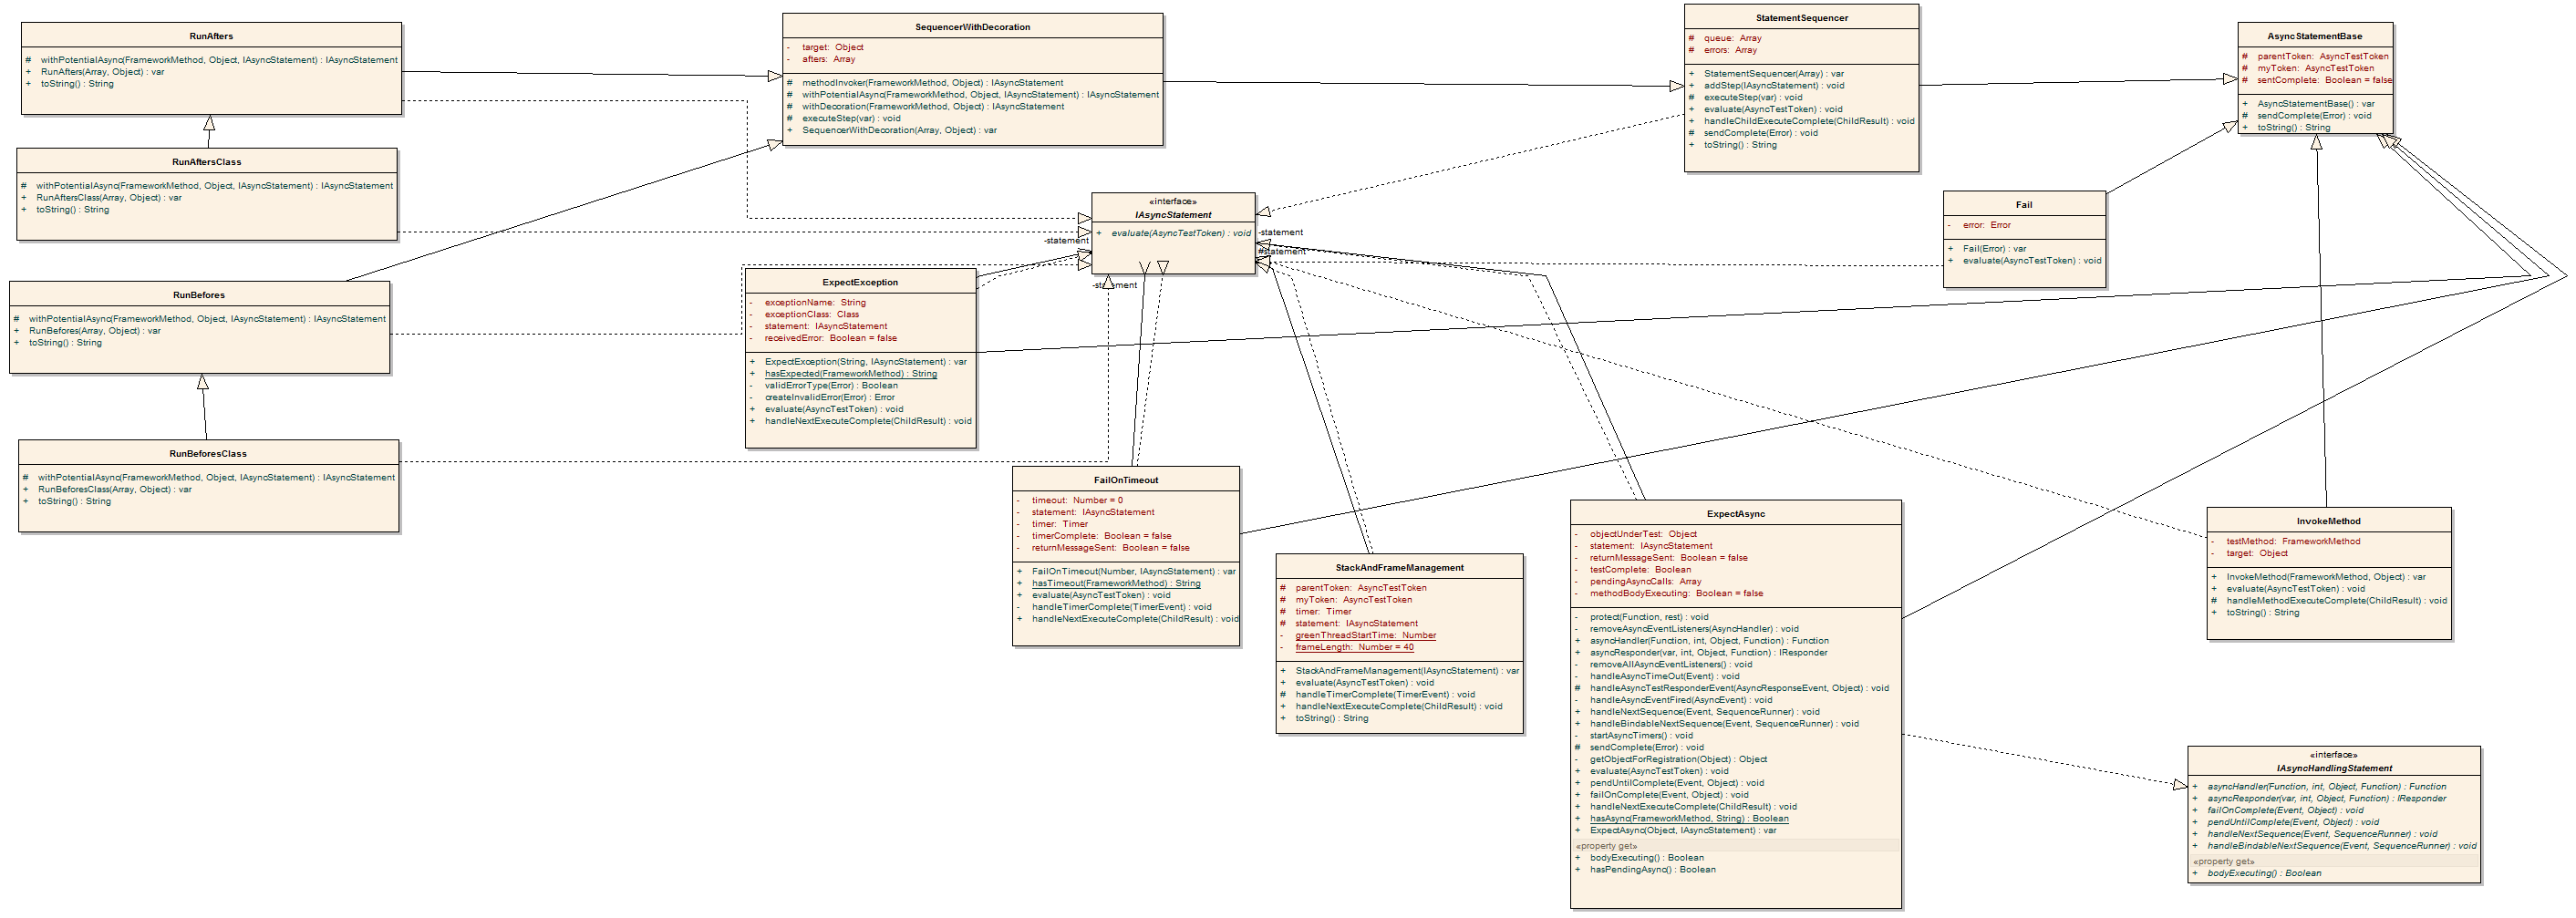 RunAfters
# withPotentialAsync(FrameworkMethod, Object, IAsyncStatement) : IAsyncStatement
+ RunAfters(Array, Object) : var
+ toString() : String
RunAftersClass
# withPotentialAsync(FrameworkMethod, Object, IAsyncStatement) : IAsyncStatement
+ RunAftersClass(Array, Object) : var
+ toString() : String
RunBefores
# withPotentialAsync(FrameworkMethod, Object, IAsyncStatement) : IAsyncStatement
+ RunBefores(Array, Object) : var
+ toString() : String
RunBeforesClass
# withPotentialAsync(FrameworkMethod, Object, IAsyncStatement) : IAsyncStatement
+ RunBeforesClass(Array, Object) : var
+ toString() : String
SequencerWithDecoration
- target: Object
- afters: Array
# methodInvoker(FrameworkMethod, Object) : IAsyncStatement
# withPotentialAsync(FrameworkMethod, Object, IAsyncStatement) : IAsyncStatement
# withDecoration(FrameworkMethod, Object) : IAsyncStatement
# executeStep(var) : void
+ SequencerWithDecoration(Array, Object) : var
«interface»
IAsyncStatement
+ evaluate(AsyncTestToken) : void
-statement
-statement
#statement
-statement
ExpectException
- exceptionName: String
- exceptionClass: Class
- statement: IAsyncStatement
- receivedError: Boolean = false
+ ExpectException(String, IAsyncStatement) : var
+ hasExpected(FrameworkMethod) : String
- validErrorType(Error) : Boolean
- createInvalidError(Error) : Error
+ evaluate(AsyncTestToken) : void
+ handleNextExecuteComplete(ChildResult) : void
FailOnTimeout
- timeout: Number = 0
- statement: IAsyncStatement
- timer: Timer
- timerComplete: Boolean = false
- returnMessageSent: Boolean = false
+ FailOnTimeout(Number, IAsyncStatement) : var
+ hasTimeout(FrameworkMethod) : String
+ evaluate(AsyncTestToken) : void
- handleTimerComplete(TimerEvent) : void
+ handleNextExecuteComplete(ChildResult) : void
StackAndFrameManagement
# parentToken: AsyncTestToken
# myToken: AsyncTestToken
# timer: Timer
# statement: IAsyncStatement
- greenThreadStartTime: Number
- frameLength: Number = 40
+ StackAndFrameManagement(IAsyncStatement) : var
+ evaluate(AsyncTestToken) : void
# handleTimerComplete(TimerEvent) : void
+ handleNextExecuteComplete(ChildResult) : void
+ toString() : String
StatementSequencer
# queue: Array
# errors: Array
+ StatementSequencer(Array) : var
+ addStep(IAsyncStatement) : void
# executeStep(var) : void
+ evaluate(AsyncTestToken) : void
+ handleChildExecuteComplete(ChildResult) : void
# sendComplete(Error) : void
+ toString() : String
ExpectAsync
- objectUnderTest: Object
- statement: IAsyncStatement
- returnMessageSent: Boolean = false
- testComplete: Boolean
- pendingAsyncCalls: Array
- methodBodyExecuting: Boolean = false
- protect(Function, rest) : void
- removeAsyncEventListeners(AsyncHandler) : void
+ asyncHandler(Function, int, Object, Function) : Function
+ asyncResponder(var, int, Object, Function) : IResponder
- removeAllAsyncEventListeners() : void
- handleAsyncTimeOut(Event) : void
# handleAsyncTestResponderEvent(AsyncResponseEvent, Object) : void
- handleAsyncEventFired(AsyncEvent) : void
+ handleNextSequence(Event, SequenceRunner) : void
+ handleBindableNextSequence(Event, SequenceRunner) : void
- startAsyncTimers() : void
# sendComplete(Error) : void
- getObjectForRegistration(Object) : Object
+ evaluate(AsyncTestToken) : void
+ pendUntilComplete(Event, Object) : void
+ failOnComplete(Event, Object) : void
+ handleNextExecuteComplete(ChildResult) : void
+ hasAsync(FrameworkMethod, String) : Boolean
+ ExpectAsync(Object, IAsyncStatement) : var
«property get»
+ bodyExecuting() : Boolean
+ hasPendingAsync() : Boolean
AsyncStatementBase
# parentToken: AsyncTestToken
# myToken: AsyncTestToken
# sentComplete: Boolean = false
+ AsyncStatementBase() : var
# sendComplete(Error) : void
+ toString() : String
Fail
- error: Error
+ Fail(Error) : var
+ evaluate(AsyncTestToken) : void
InvokeMethod
- testMethod: FrameworkMethod
- target: Object
+ InvokeMethod(FrameworkMethod, Object) : var
+ evaluate(AsyncTestToken) : void
# handleMethodExecuteComplete(ChildResult) : void
+ toString() : String
«interface»
IAsyncHandlingStatement
+ asyncHandler(Function, int, Object, Function) : Function
+ asyncResponder(var, int, Object, Function) : IResponder
+ failOnComplete(Event, Object) : void
+ pendUntilComplete(Event, Object) : void
+ handleNextSequence(Event, SequenceRunner) : void
+ handleBindableNextSequence(Event, SequenceRunner) : void
«property get»
+ bodyExecuting() : Boolean